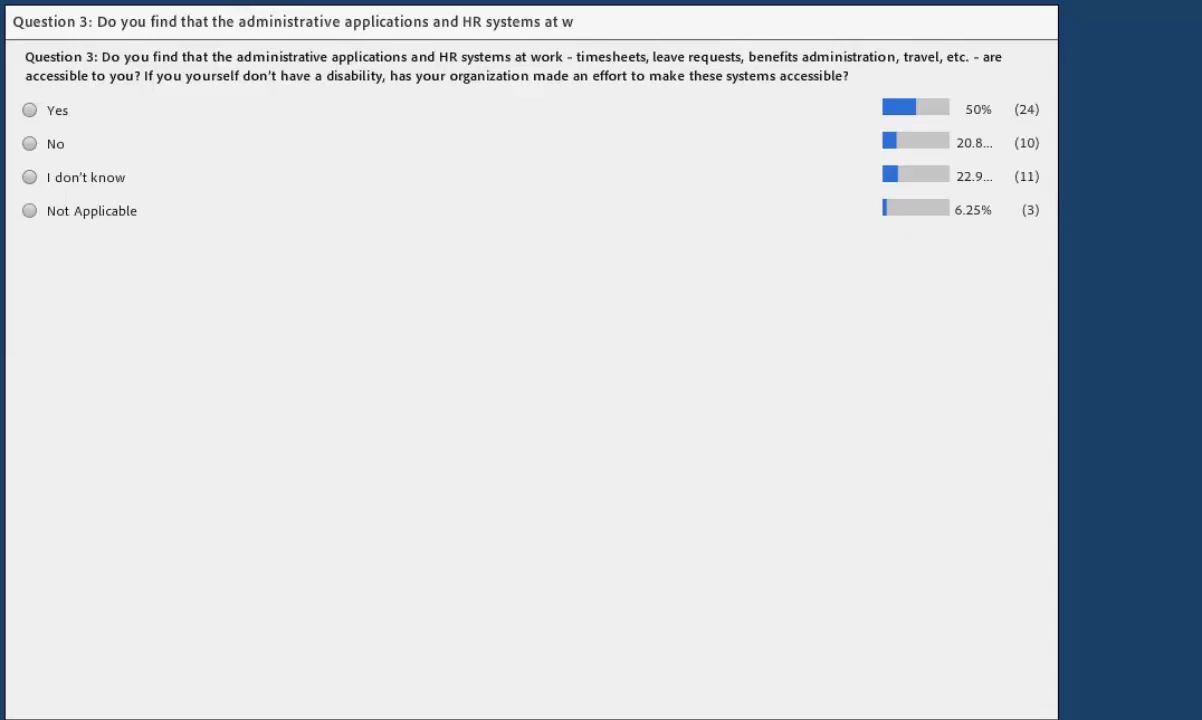 Question 3: Do you find that the administrative applications and HR systems at w
Question 3: Do you find that the administrative applications and HR systems at work - timesheets, leave requests, benefits administration, travel, etc. - are
accessible to you? If you yourself don't have a disability, has your organization made an effort to make these systems accessible?
Yes 50% (24)
No 20.8... (10)
I don't know 22.9... (11)
Not Applicable 6.25% (3)